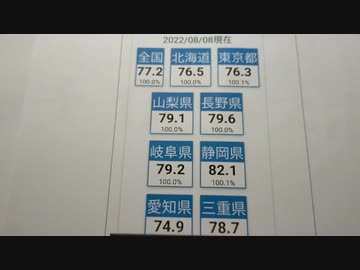 2022/08/08現在
全国 北海道 東京都
77.2 76.5 76.3
100.0% 100.0% 100.1%
山梨県 長野県
79.1 79.6
100.0% 100.0%
岐阜県 静岡県
79.2 82.1
100.0% 100.1%
愛知県 三重県
74.9 78.7